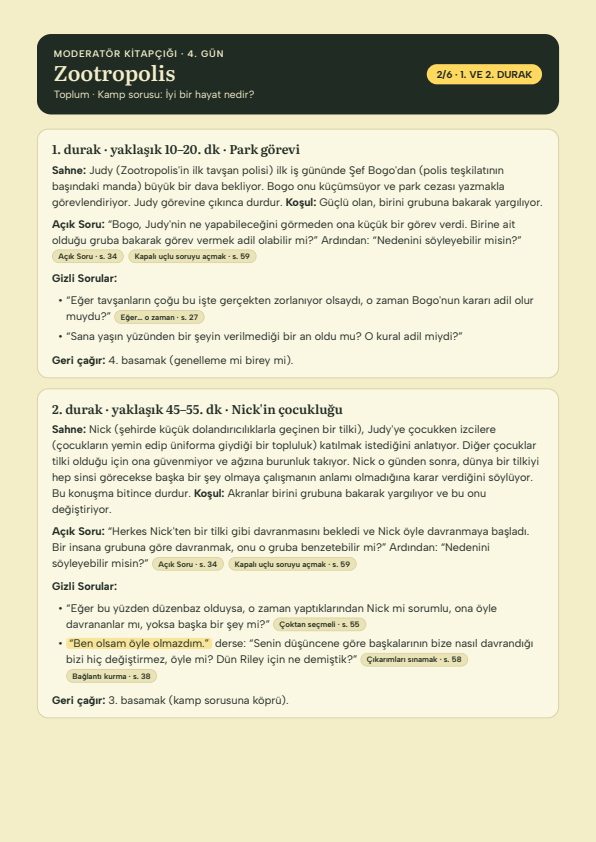 MODERATÖR KİTAPÇIĞI · 4. GÜN
Zootropolis
Toplum · Kamp sorusu: İyi bir hayat nedir?
2/6 · 1. VE 2. DURAK
1. durak · yaklaşık 10–20. dk · Park görevi
Sahne: Judy (Zootropolis'in ilk tavşan polisi) ilk iş gününde Şef Bogo'dan (polis teşkilatının
başındaki manda) büyük bir dava bekliyor. Bogo onu küçümsüyor ve park cezası yazmakla
görevlendiriyor. Judy görevine çıkınca durdur. Koşul: Güçlü olan, birini grubuna bakarak yargılıyor.
Açık Soru: “Bogo, Judy'nin ne yapabileceğini görmeden ona küçük bir görev verdi. Birine ait
olduğu gruba bakarak görev vermek adil olabilir mi?” Ardından: “Nedenini söyleyebilir misin?”
Açık Soru · s. 34 Kapalı uçlu soruyu açmak · s. 59
Gizli Sorular:
• “Eğer tavşanların çoğu bu işte gerçekten zorlanıyor olsaydı, o zaman Bogo'nun kararı adil olur
muydu?” Eğer… o zaman · s. 27
• “Sana yaşın yüzünden bir şeyin verilmediği bir an oldu mu? O kural adil miydi?”
Geri çağır: 4. basamak (genelleme mi birey mi).
2. durak · yaklaşık 45–55. dk · Nick'in çocukluğu
Sahne: Nick (şehirde küçük dolandırıcılıklarla geçinen bir tilki), Judy'ye çocukken izcilere
(çocukların yemin edip üniforma giydiği bir topluluk) katılmak istediğini anlatıyor. Diğer çocuklar
tilki olduğu için ona güvenmiyor ve ağzına burunluk takıyor. Nick o günden sonra, dünya bir tilkiyi
hep sinsi görecekse başka bir şey olmaya çalışmanın anlamı olmadığına karar verdiğini söylüyor.
Bu konuşma bitince durdur. Koşul: Akranlar birini grubuna bakarak yargılıyor ve bu onu
değiştiriyor.
Açık Soru: “Herkes Nick'ten bir tilki gibi davranmasını bekledi ve Nick öyle davranmaya başladı.
Bir insana grubuna göre davranmak, onu o gruba benzetebilir mi?” Ardından: “Nedenini
söyleyebilir misin?” Açık Soru · s. 34 Kapalı uçlu soruyu açmak · s. 59
Gizli Sorular:
• “Eğer bu yüzden düzenbaz olduysa, o zaman yaptıklarından Nick mi sorumlu, ona öyle
davrananlar mı, yoksa başka bir şey mi?” Çoktan seçmeli · s. 55
• “Ben olsam öyle olmazdım.” derse: “Senin düşüncene göre başkalarının bize nasıl davrandığı
bizi hiç değiştirmez, öyle mi? Dün Riley için ne demiştik?” Çıkarımları sınamak · s. 58
Bağlantı kurma · s. 38
Geri çağır: 3. basamak (kamp sorusuna köprü).